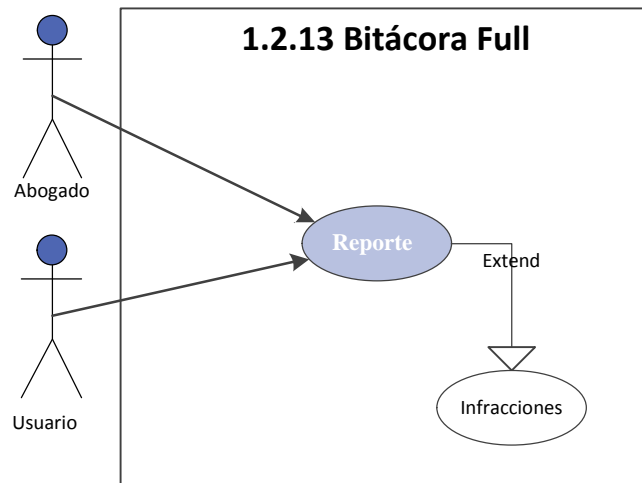 1.2.13 Bitácora Full
Abogado
Reporte
Extend
Infracciones
Usuario